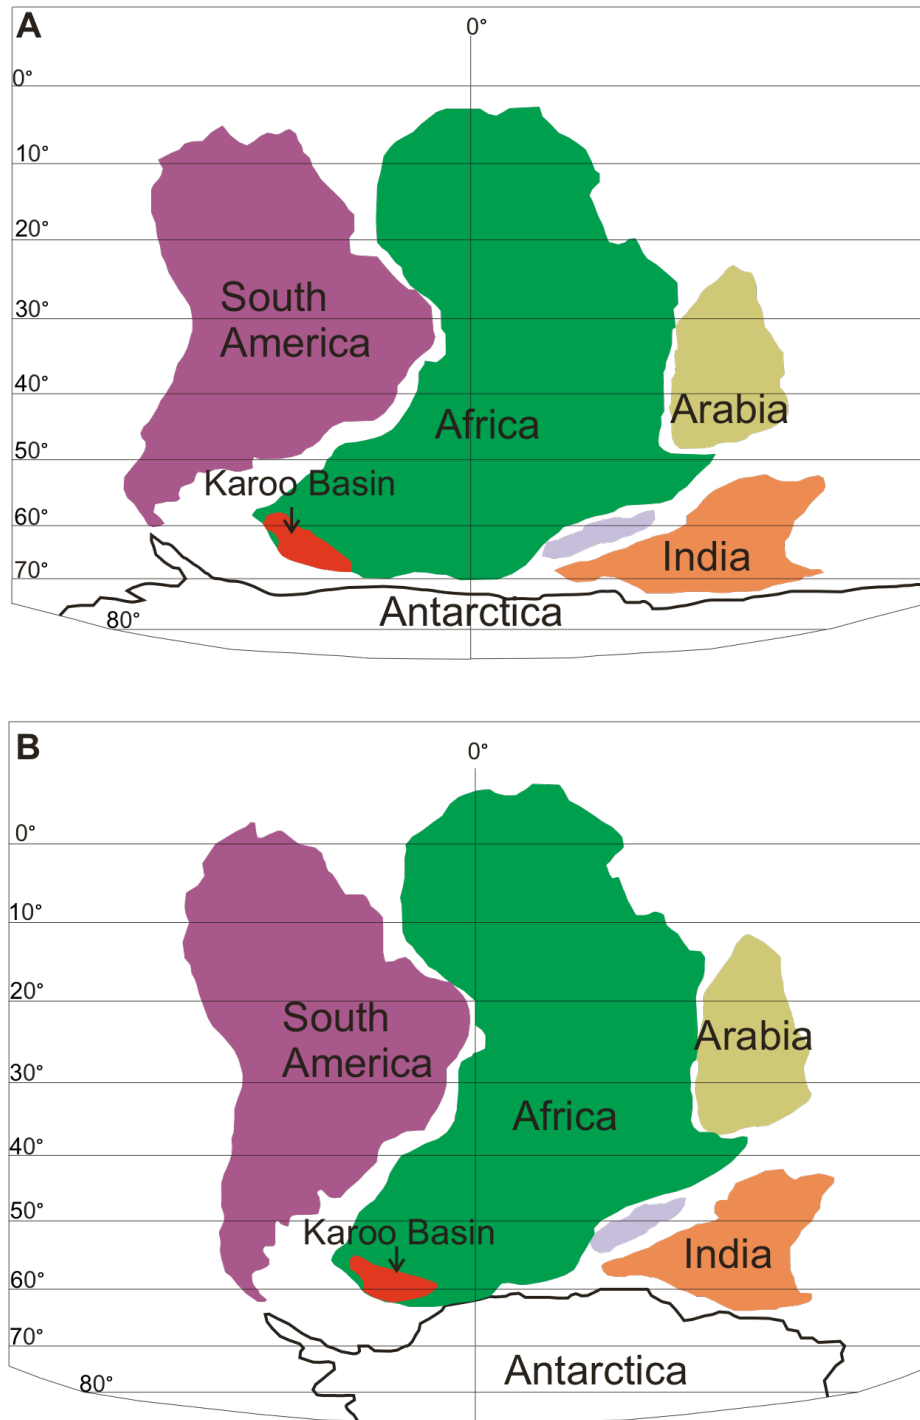 A
0°
0°
10°
20°
South
America
30°
40°
Arabia
Africa
50°
Karoo Basin
60°
India
70°
Antarctica
80°
B
0°
0°
10°
20°
South
America
Arabia
30°
Africa
40°
50°
Karoo Basin
India
60°
70°
Antarctica
80°